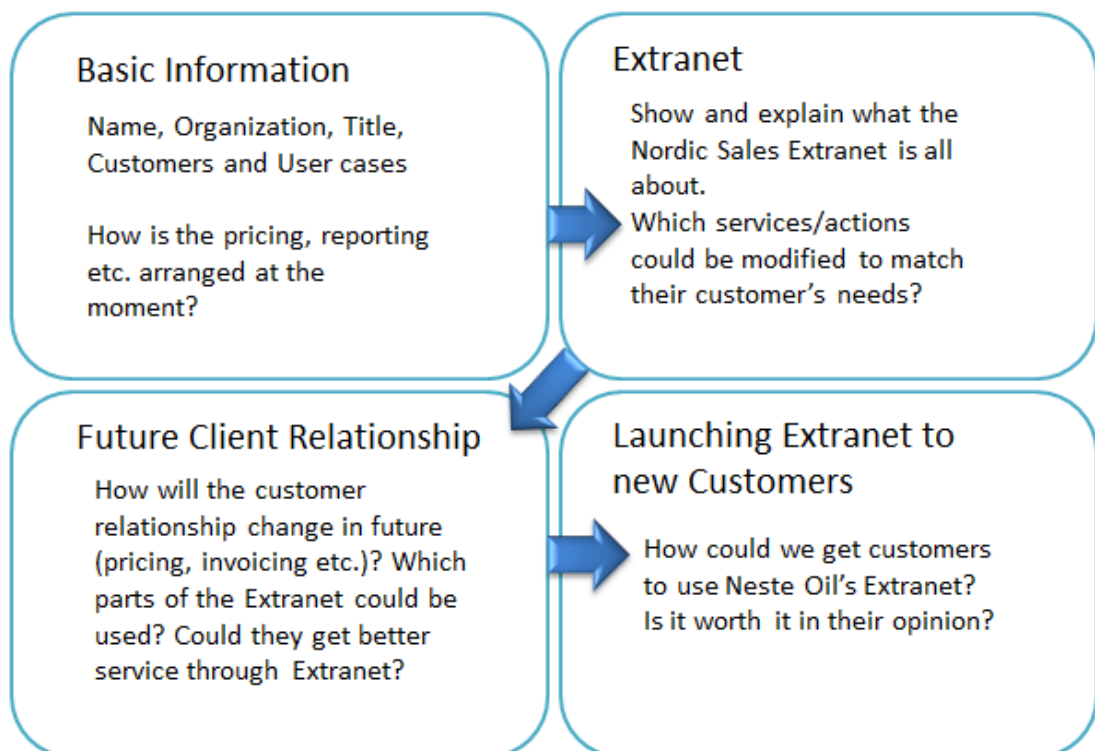 Basic Information
Name, Organization, Title,
Customers and User cases
How is the pricing, reporting
etc. arranged at the
moment?
Extranet
Show and explain what the
Nordic Sales Extranet is all
about.
Which services/actions
could be modified to match
their customer's needs?
Future Client Relationship
How will the customer
relationship change in future
(pricing, invoicing etc.)? Which
parts of the Extranet could be
used? Could they get better
service through Extranet?
Launching Extranet to
new Customers
How could we get customers
to use Neste Oil's Extranet?
Is it worth it in their opinion?